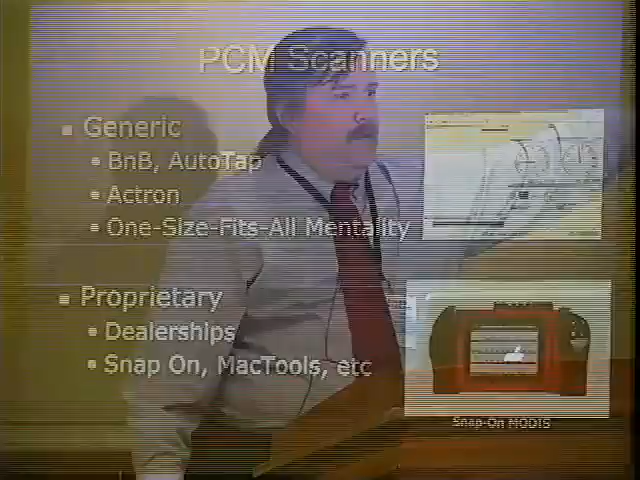 PCM Scanners
▪ Generic
• BnB, AutoTap
• Actron
• One-Size-Fits-All Mentality
▪ Proprietary
• Dealerships
• Snap On, MacTools, etc
Snap-On MODIS